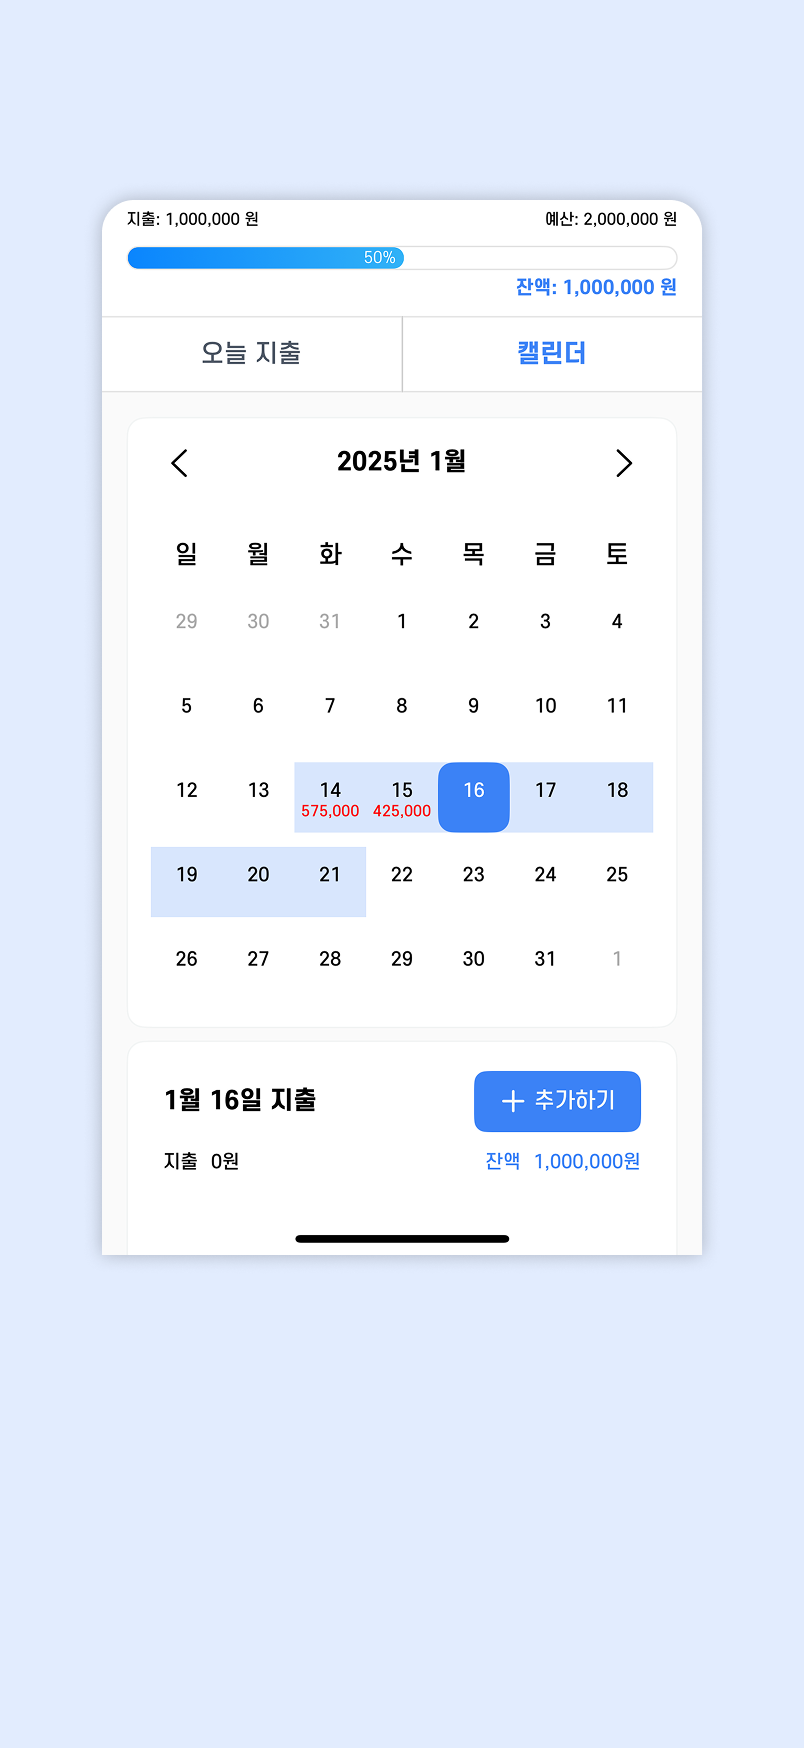 지출: 1,000,000 원 예산: 2,000,000 원
50%
잔액: 1,000,000 원
오늘 지출 캘린더
2025년 1월
일 월 화 수 목 금 토
29 30 31 1 2 3 4
5 6 7 8 9 10 11
12 13 14 15 16 17 18
575,000 425,000
19 20 21 22 23 24 25
26 27 28 29 30 31 1
1월 16일 지출 추가하기
지출 0원 잔액 1,000,000원